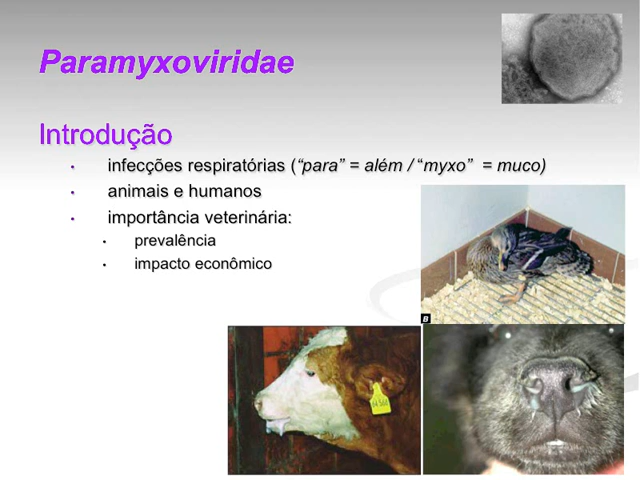 Paramyxoviridae
Introdução
• infecções respiratórias (“para” = além / “myxo” = muco)
• animais e humanos
• importância veterinária:
• prevalência
• impacto econômico
B